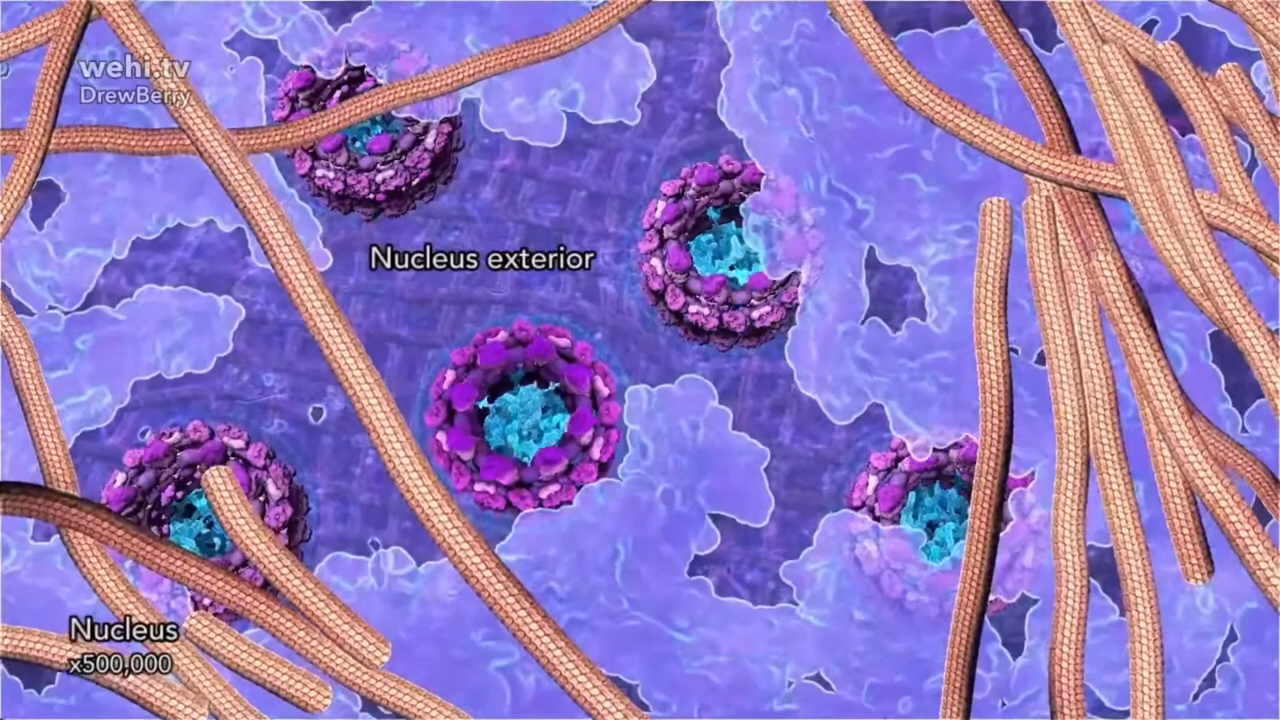 wehi.tv
DrewBerry
Nucleus exterior
Nucleus
x500,000